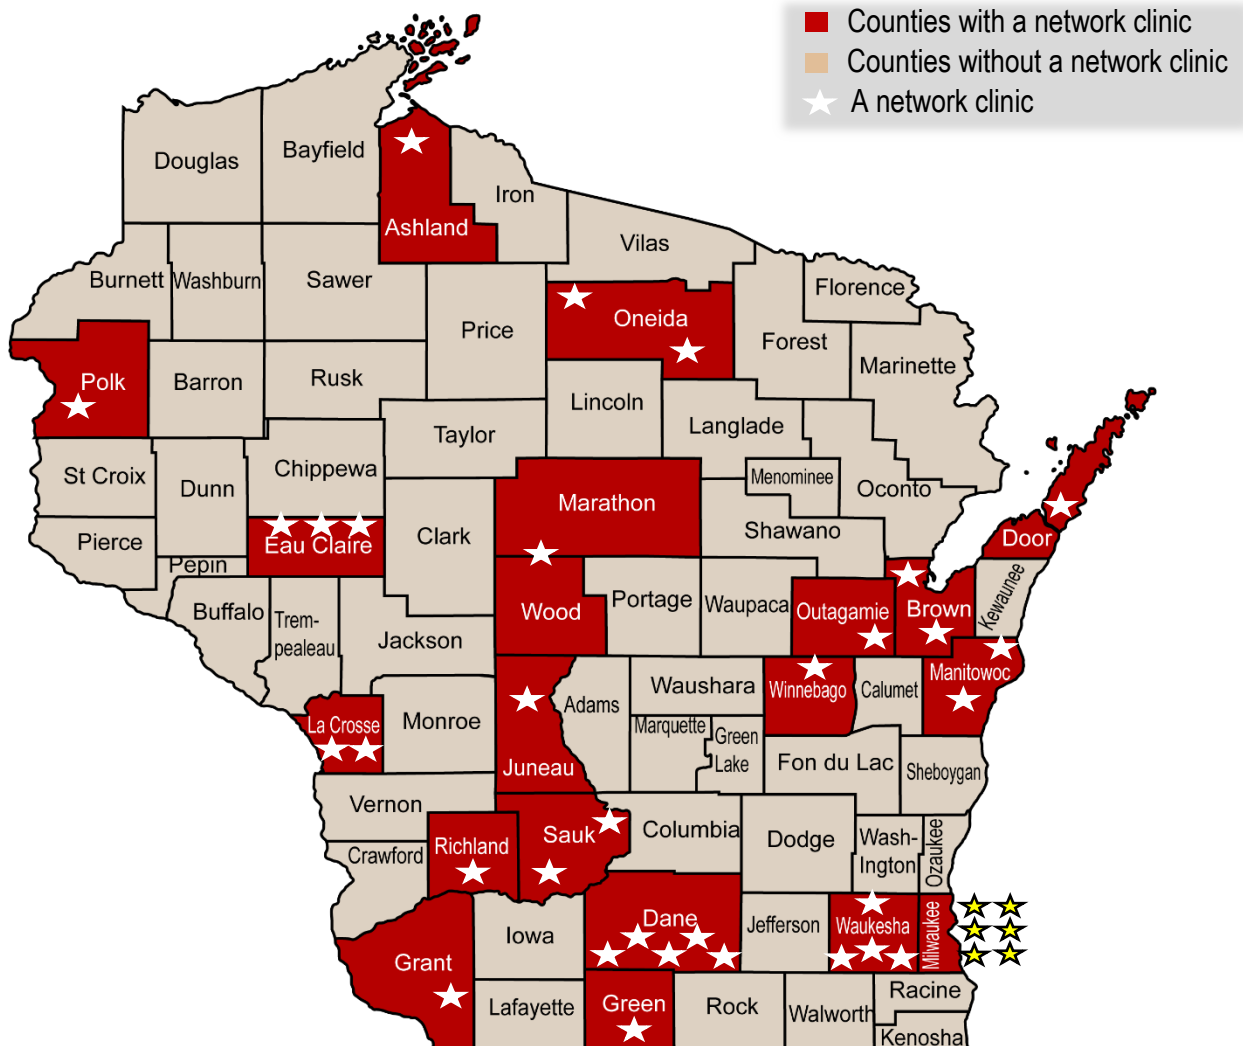 Counties with a network clinic
Counties without a network clinic
A network clinic
Douglas
Bayfield
Iron
Ashland
Vilas
Burnett
Washburn
Sawer
Florence
Oneida
Price
Forest
Marinette
Polk
Barron
Rusk
Lincoln
Langlade
Taylor
St Croix
Dunn
Chippewa
Menominee
Oconto
Marathon
Shawano
Clark
Pierce
Eau Claire
Door
Pepin
Kewaunee
Buffalo
Trem-
pealeau
Wood
Portage
Waupaca
Outagamie
Brown
Jackson
Manitowoc
Waushara
Winnebago
Calumet
Adams
La Crosse
Monroe
Marquette
Green
Lake
Juneau
Fon du Lac
Sheboygan
Vernon
Richland
Sauk
Columbia
Dodge
Wash-
Ington
Ozaukee
Crawford
Dane
Jefferson
Waukesha
Milwaukee
Iowa
Grant
Lafayette
Green
Rock
Walworth
Racine
Kenosha